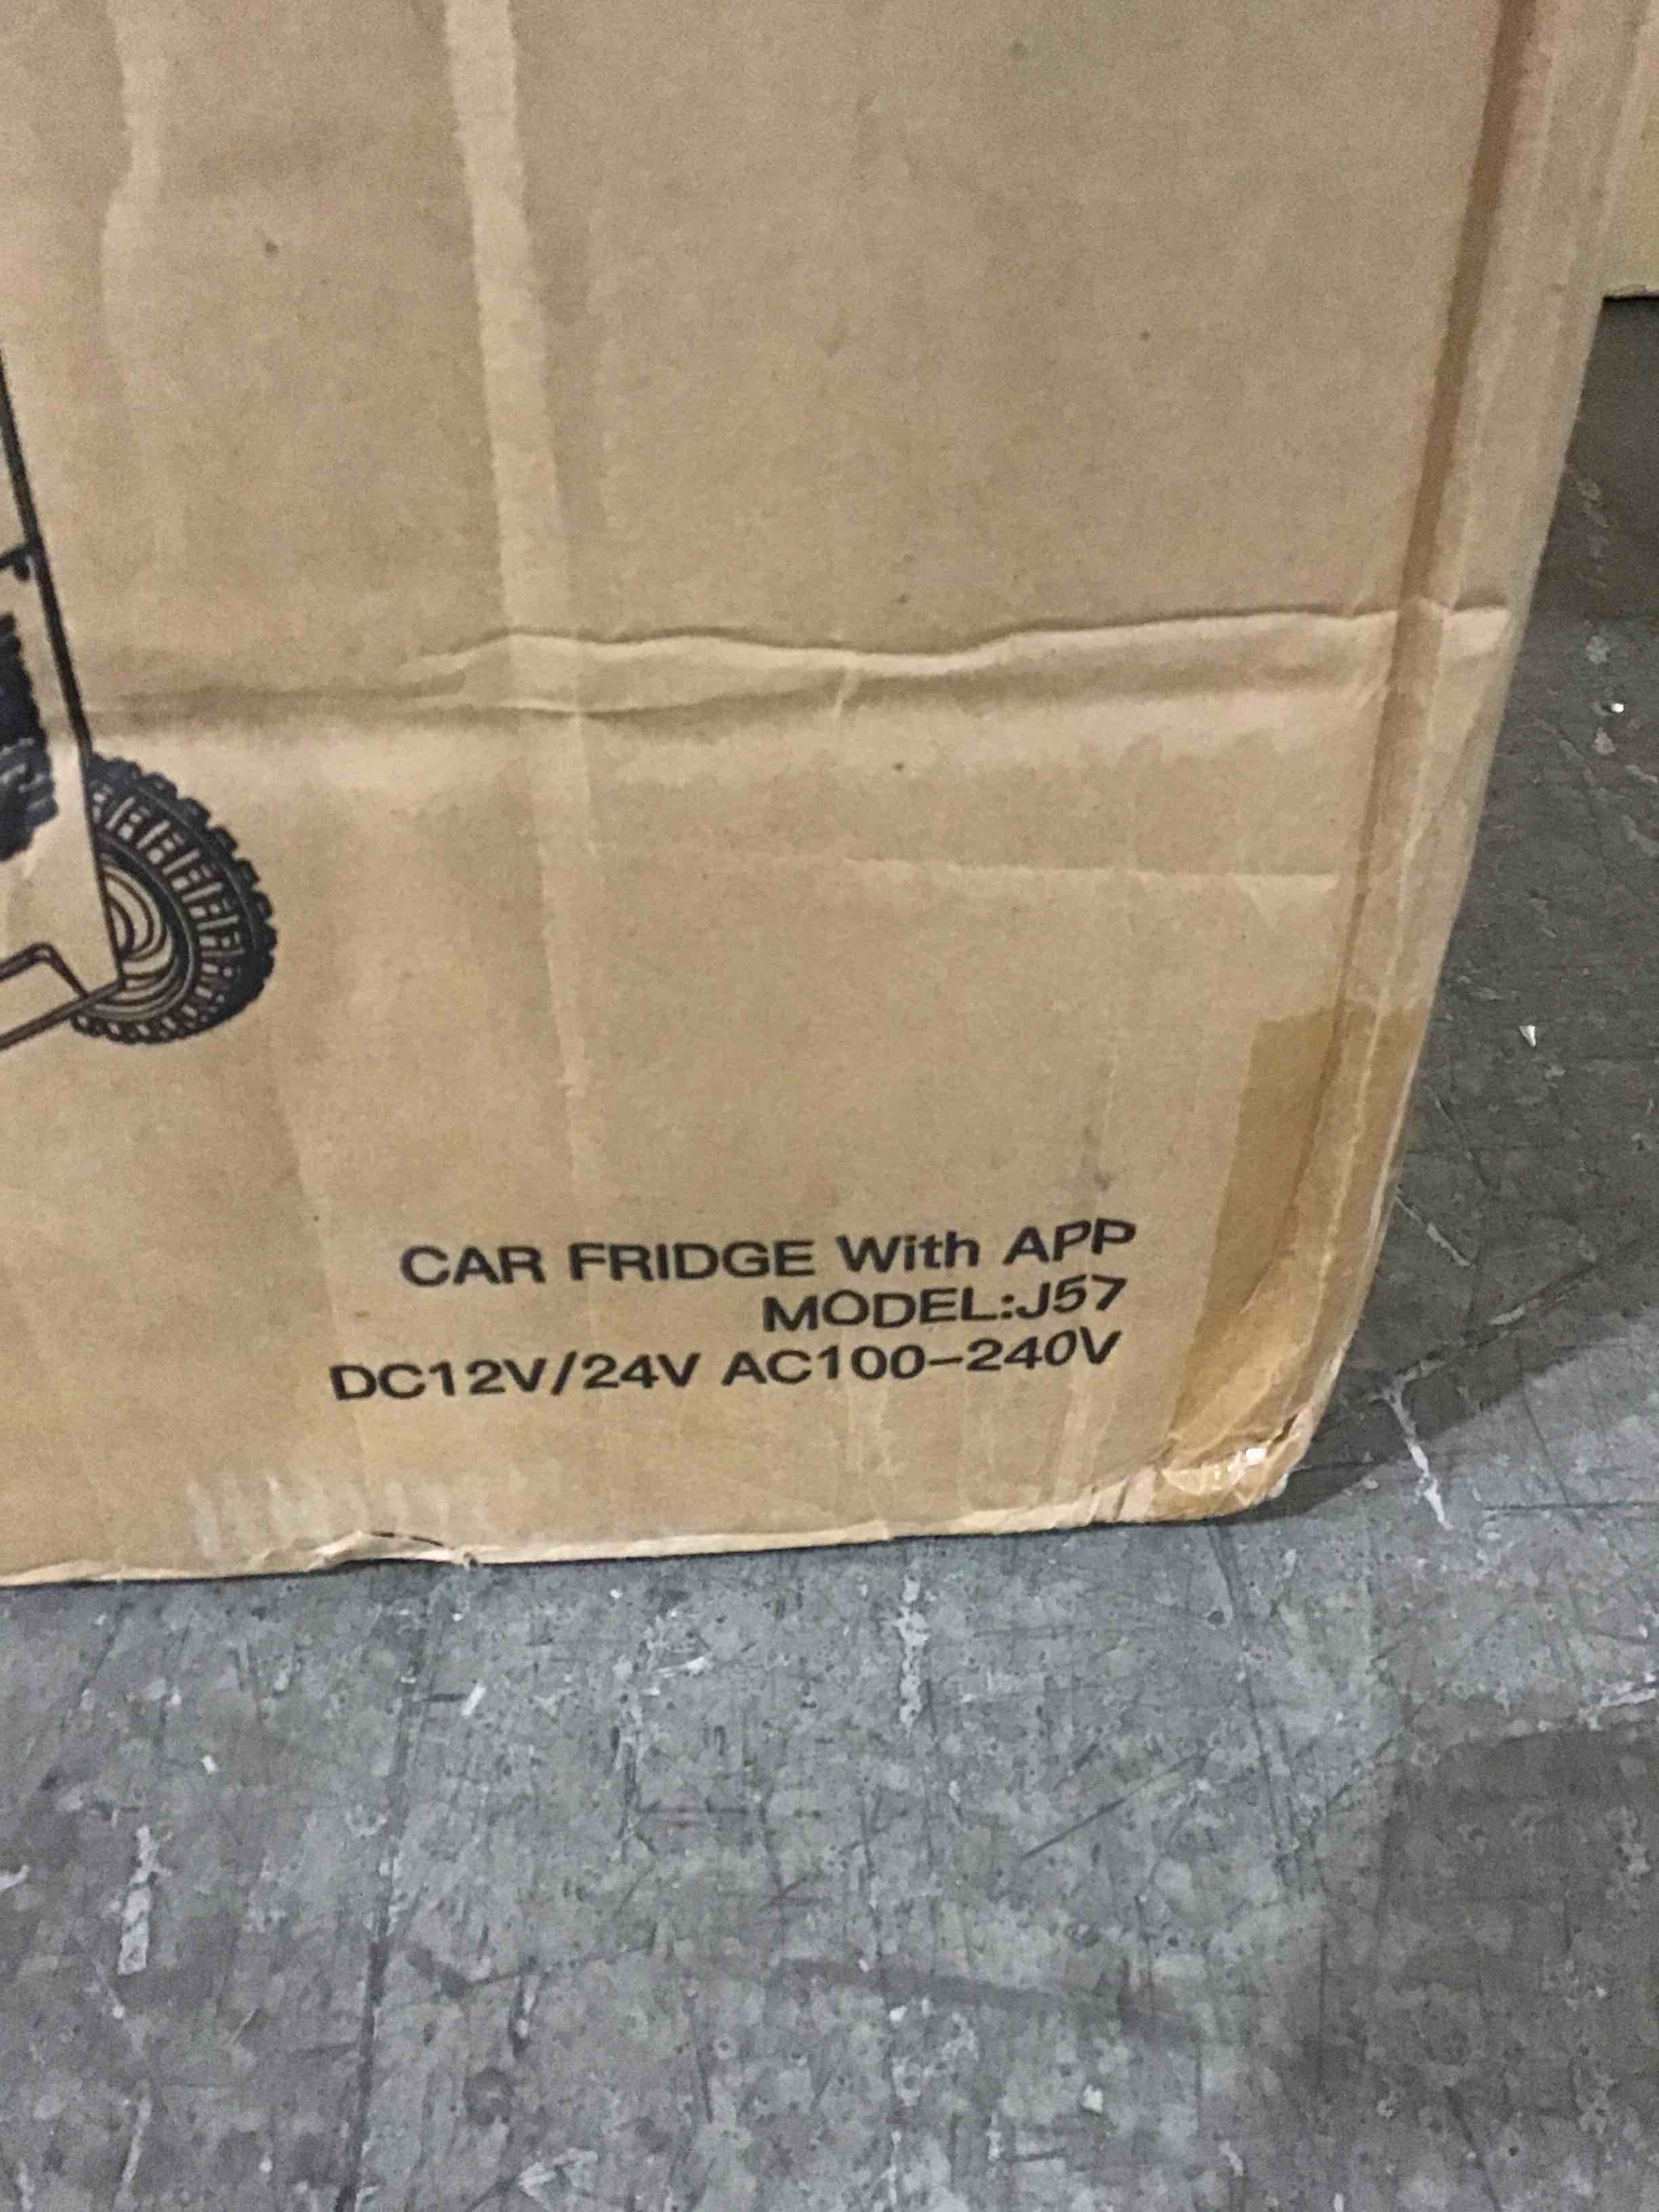 CAR FRIDGE With APP
MODEL:J57
DC12V/24V AC100-240V